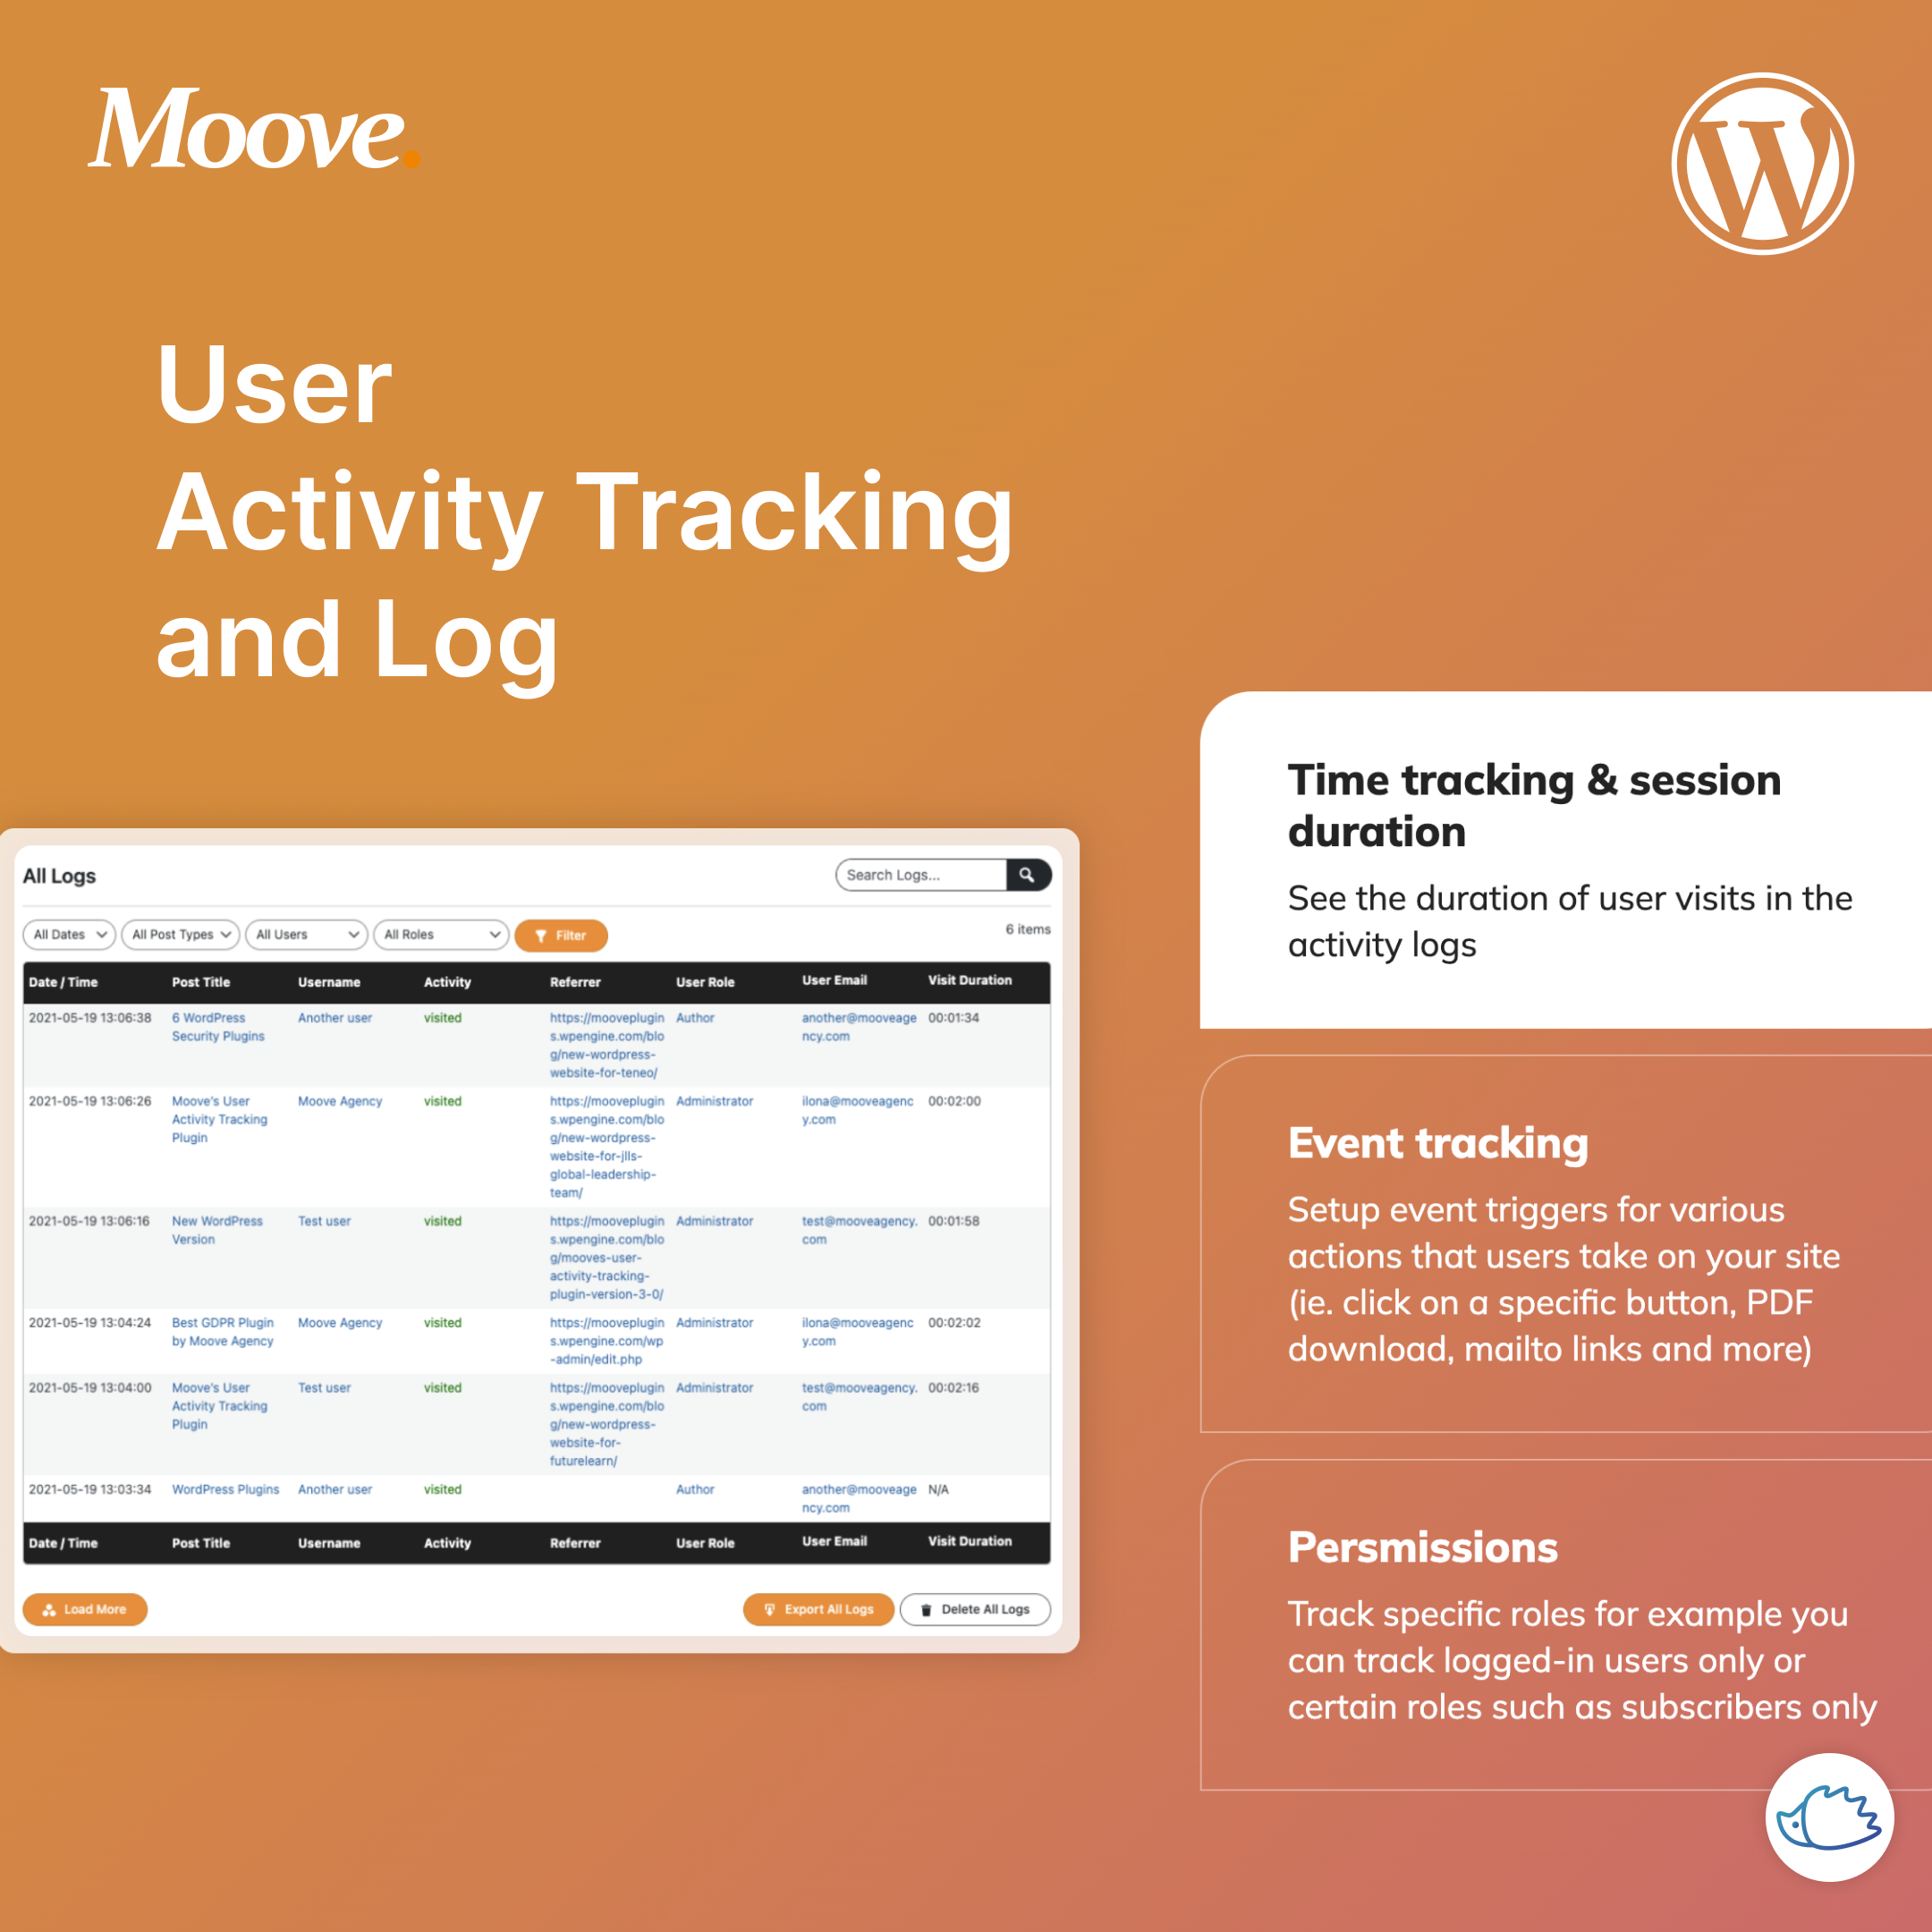 Moove.
User
Activity Tracking
and Log
All Logs
Search Logs...
All Dates All Post Types All Users All Roles Filter
6 items
Date / Time Post Title Username Activity Referrer User Role User Email Visit Duration
2021-05-19 13:06:38 6 WordPress Another user visited https://mooveplugin Author another@mooveage 00:01:34
Security Plugins s.wpengine.com/blo ncy.com
g/new-wordpress-
website-for-teneo/
2021-05-19 13:06:26 Moove's User Moove Agency visited https://mooveplugin Administrator ilona@mooveagenc 00:02:00
Activity Tracking s.wpengine.com/blo y.com
Plugin g/new-wordpress-
website-for-jlls-
global-leadership-
team/
2021-05-19 13:06:16 New WordPress Test user visited https://mooveplugin Administrator test@mooveagency. 00:01:58
Version s.wpengine.com/blo com
g/mooves-user-
activity-tracking-
plugin-version-3-0/
2021-05-19 13:04:24 Best GDPR Plugin Moove Agency visited https://mooveplugin Administrator ilona@mooveagenc 00:02:02
by Moove Agency s.wpengine.com/wp y.com
-admin/edit.php
2021-05-19 13:04:00 Moove's User Test user visited https://mooveplugin Administrator test@mooveagency. 00:02:16
Activity Tracking s.wpengine.com/blo com
Plugin g/new-wordpress-
website-for-
futurelearn/
2021-05-19 13:03:34 WordPress Plugins Another user visited Author another@mooveage N/A
ncy.com
Date / Time Post Title Username Activity Referrer User Role User Email Visit Duration
Load More Export All Logs Delete All Logs
Time tracking & session
duration
See the duration of user visits in the
activity logs
Event tracking
Setup event triggers for various
actions that users take on your site
(ie. click on a specific button, PDF
download, mailto links and more)
Persmissions
Track specific roles for example you
can track logged-in users only or
certain roles such as subscribers only